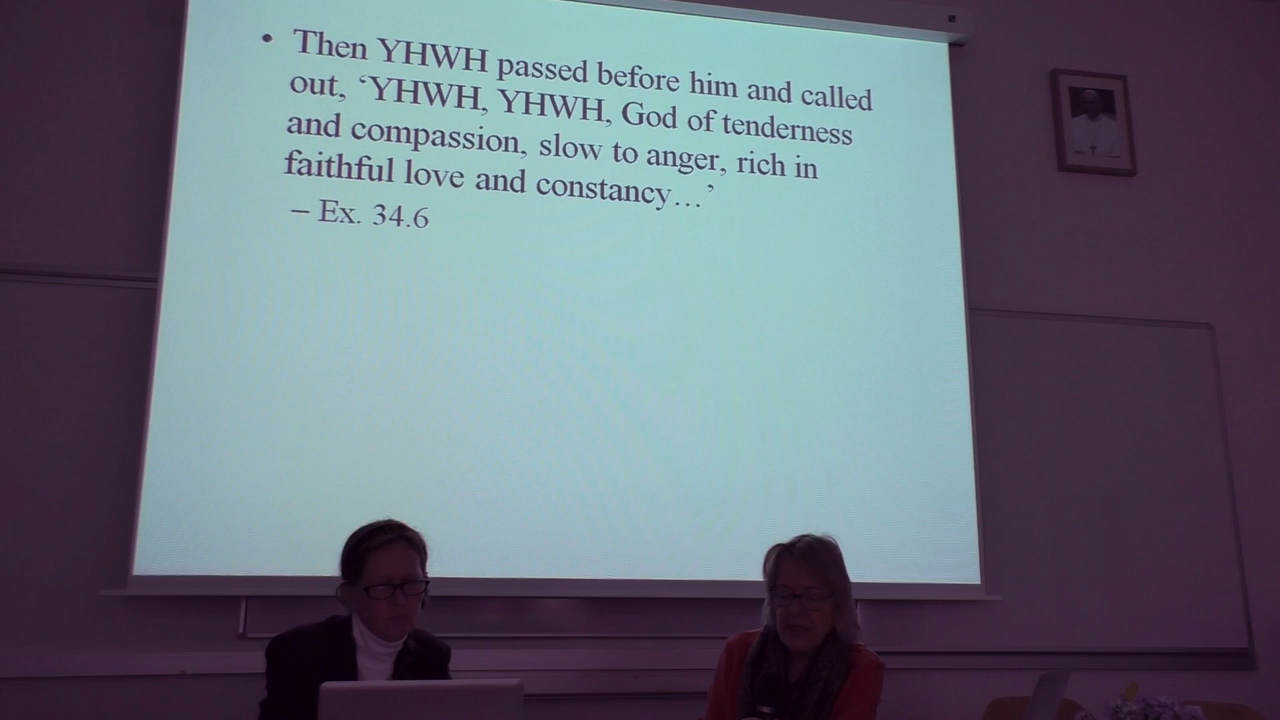 • Then YHWH passed before him and called
out, ‘YHWH, YHWH, God of tenderness
and compassion, slow to anger, rich in
faithful love and constancy…’
– Ex. 34.6